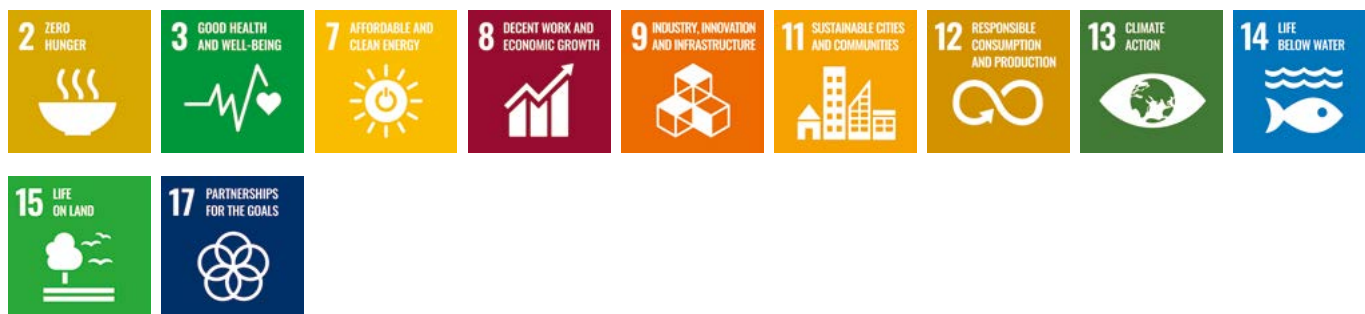 2 ZERO
HUNGER
3 GOOD HEALTH
AND WELL-BEING
7 AFFORDABLE AND
CLEAN ENERGY
8 DECENT WORK AND
ECONOMIC GROWTH
9 INDUSTRY, INNOVATION
AND INFRASTRUCTURE
11 SUSTAINABLE CITIES
AND COMMUNITIES
12 RESPONSIBLE
CONSUMPTION
AND PRODUCTION
13 CLIMATE
ACTION
14 LIFE
BELOW WATER
15 LIFE
ON LAND
17 PARTNERSHIPS
FOR THE GOALS